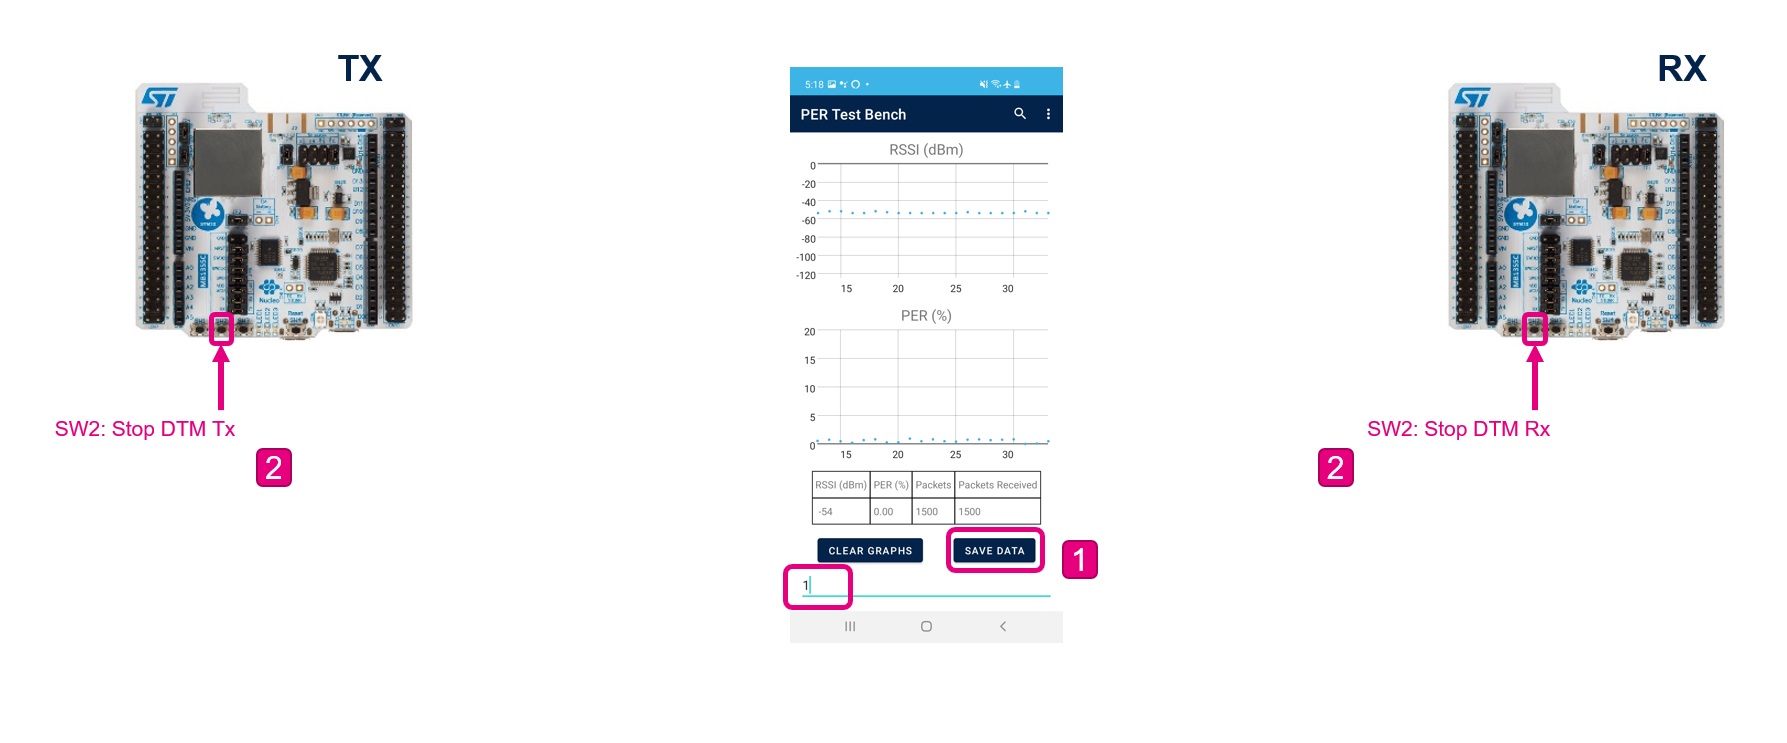 TX
SW2: Stop DTM Tx
2
5:18
PER Test Bench
RSSI (dBm)
0
-20
-40
-60
-80
-100
-120
15 20 25 30
PER (%)
20
15
10
5
0
15 20 25 30
RSSI (dBm) PER (%) Packets Packets Received
-54 0.00 1500 1500
CLEAR GRAPHS SAVE DATA
1
1
RX
SW2: Stop DTM Rx
2